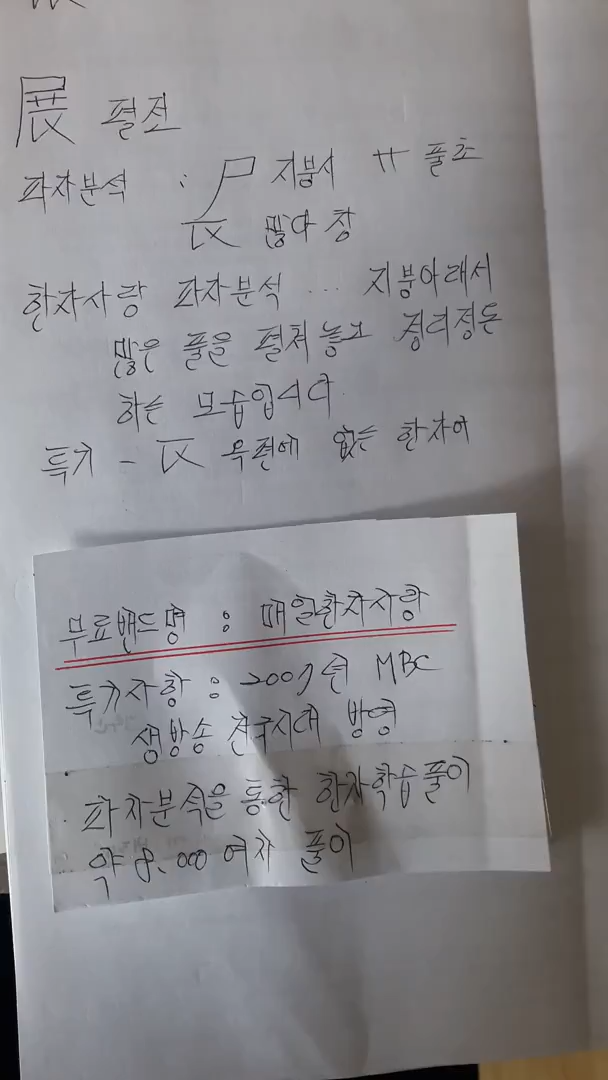 展 펼전
파자분석 : 尸 지붕시 艹 풀초
많다 장
한자사랑 파자분석 ... 지붕아래서
많은 풀을 펼쳐놓고 정리정돈
하는 모습입니다
특기 - 옥편에 없는 한자어
무료밴드명 : 매일한자사랑
특기사항 : 2007년 MBC
생방송 전국시대 방영
파자분석을 통한 한자학습풀이
약 8.000여자 풀이